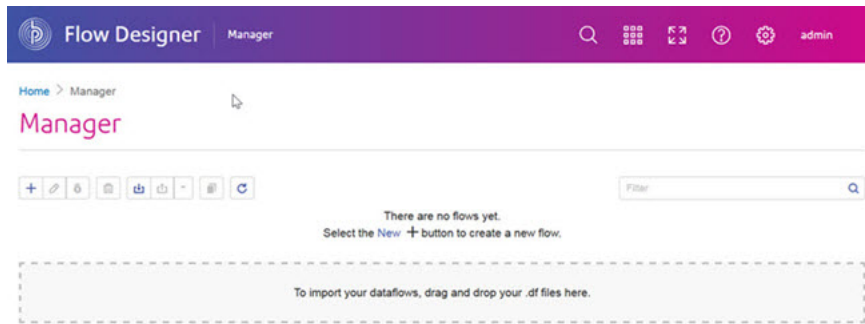 Flow Designer Manager admin
Home > Manager
Manager
Filter
There are no flows yet.
Select the New + button to create a new flow.
To import your dataflows, drag and drop your .df files here.